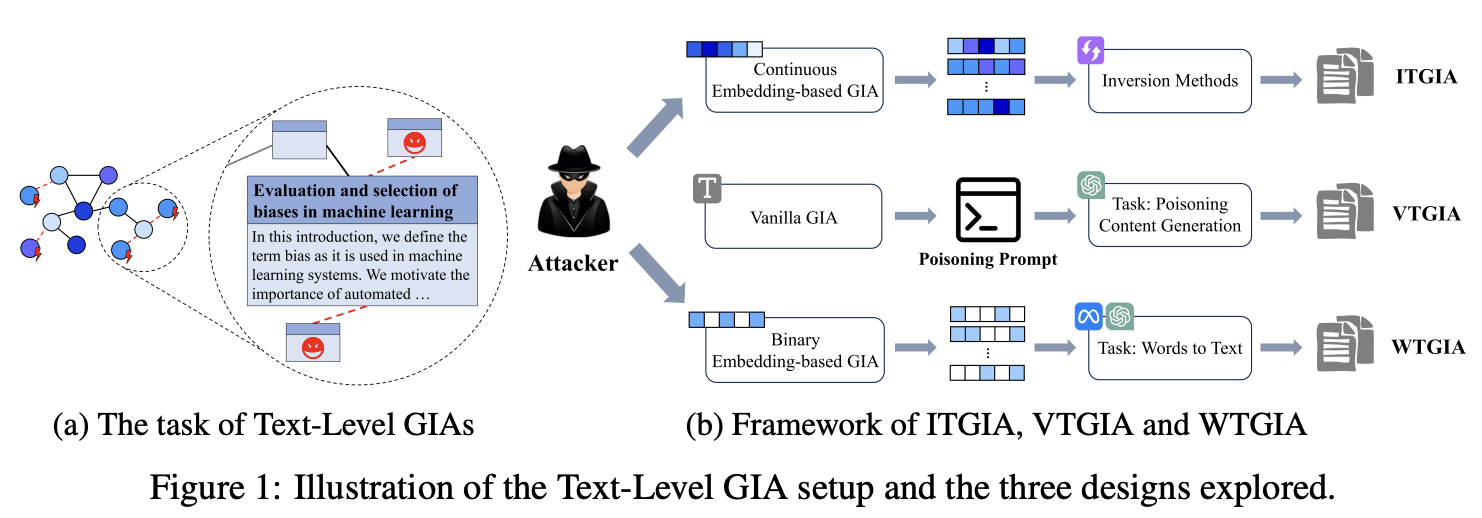 Evaluation and selection of
biases in machine learning
In this introduction, we define the
term bias as it is used in machine
learning systems. We motivate the
importance of automated …
(a) The task of Text-Level GIAs
Attacker
Continuous
Embedding-based GIA
Inversion Methods
ITGIA
T
Vanilla GIA
Poisoning Prompt
Task: Poisoning
Content Generation
VTGIA
Binary
Embedding-based GIA
Task: Words to Text
WTGIA
(b) Framework of ITGIA, VTGIA and WTGIA
Figure 1: Illustration of the Text-Level GIA setup and the three designs explored.